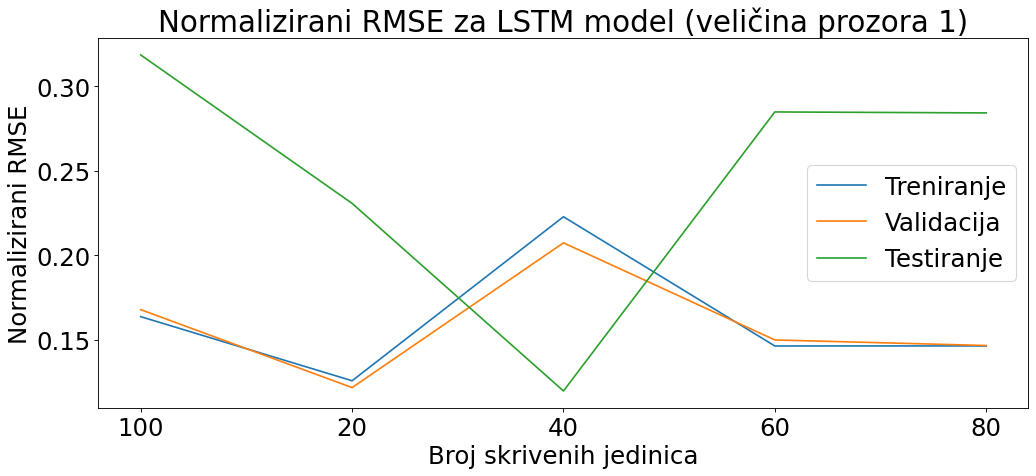 Normalizirani RMSE za LSTM model (veličina prozora 1)
Normalizirani RMSE
0.30
0.25
0.20
0.15
Treniranje
Validacija
Testiranje
100 20 40 60 80
Broj skrivenih jedinica